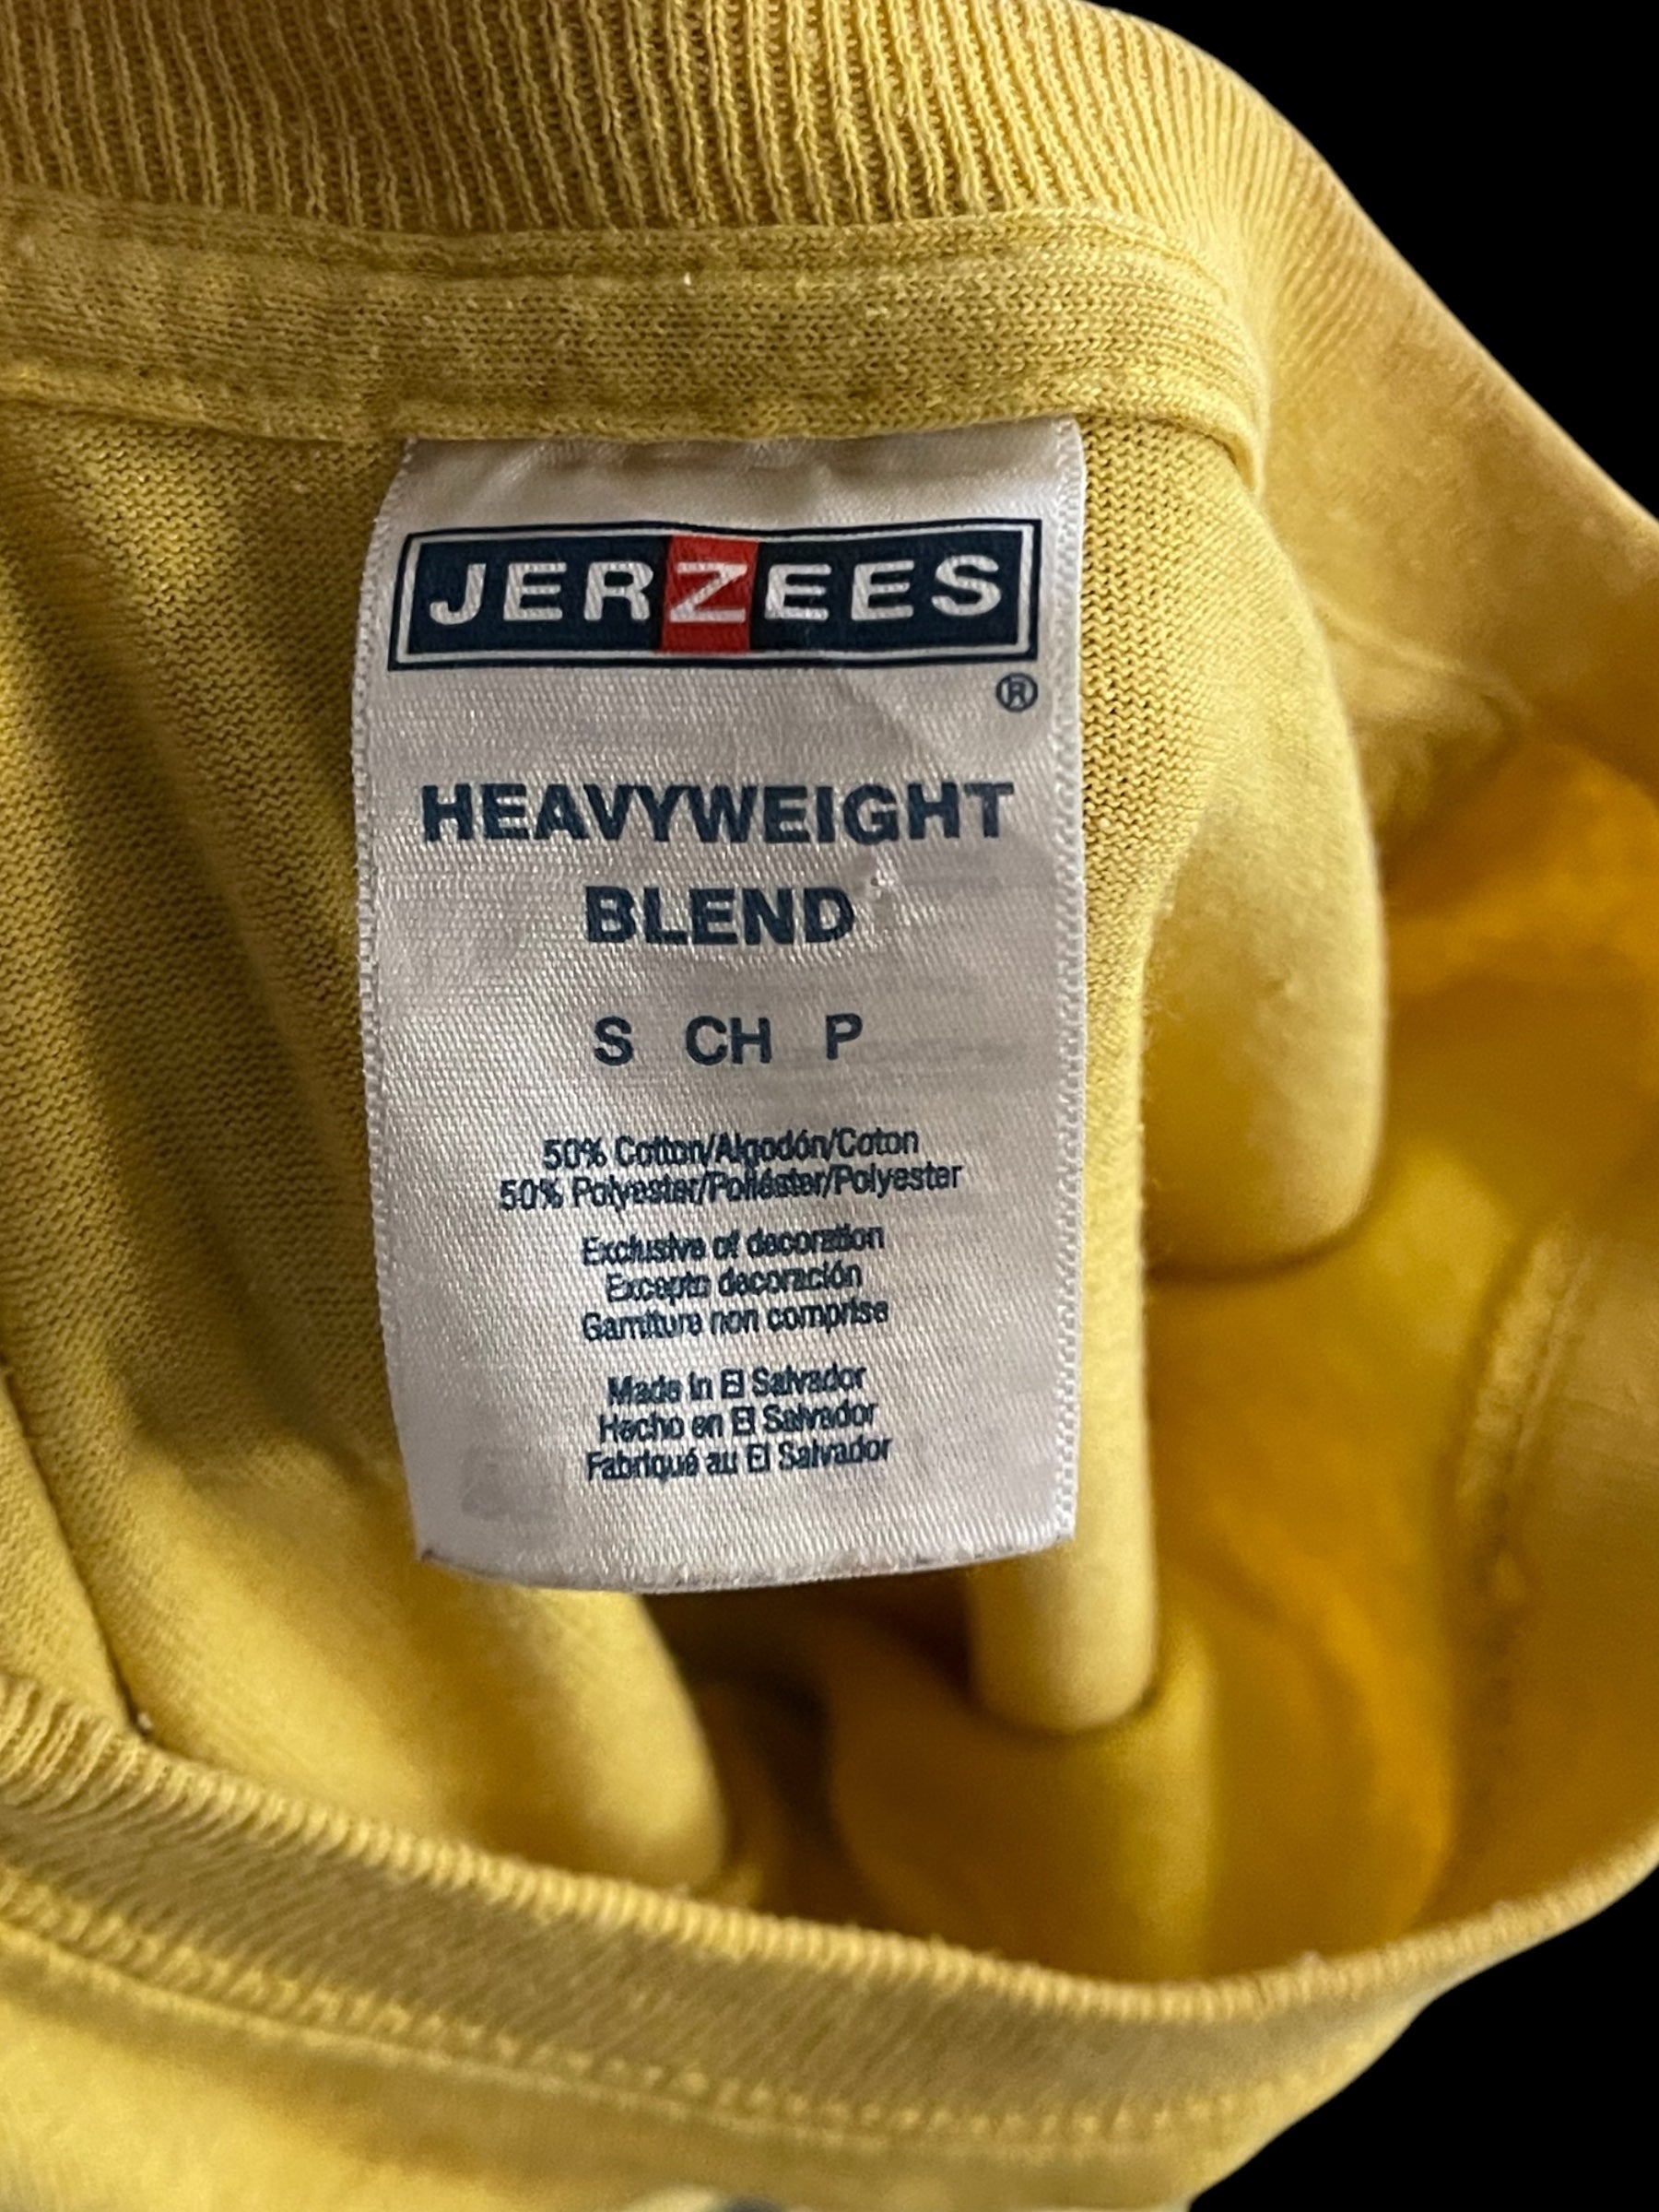 JERZEES
®
HEAVYWEIGHT
BLEND
S CH P
50% Cotton/Algodón/Coton
50% Polyester/Poliéster/Polyester
Exclusive of decoration
Excepto decoración
Garniture non comprise
Made in El Salvador
Hecho en El Salvador
Fabriqué au El Salvador